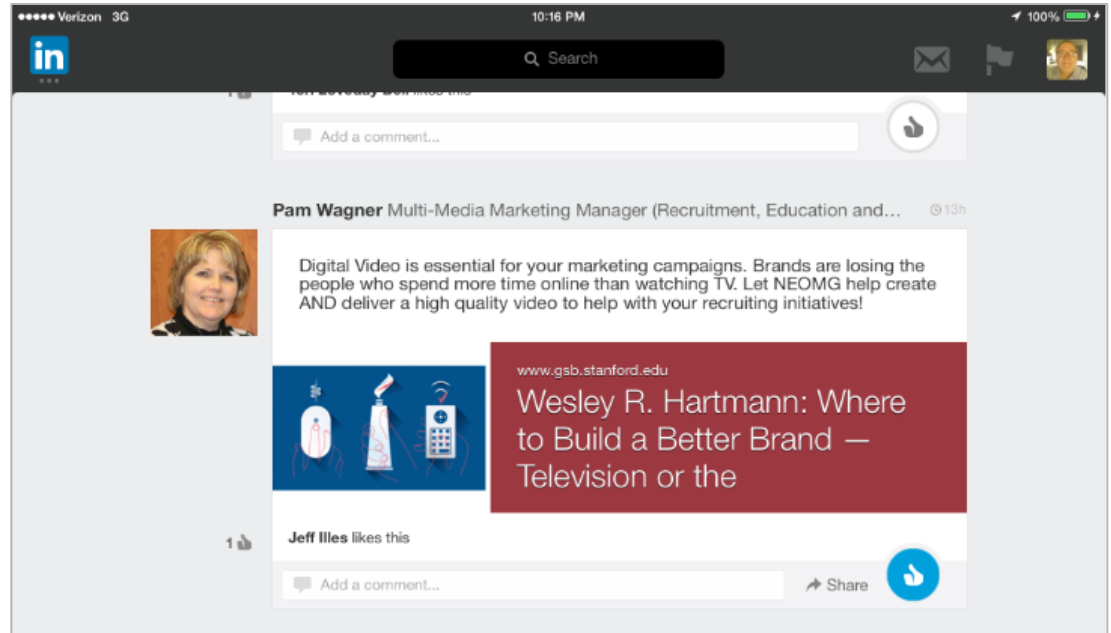 Verizon 3G
10:16 PM
100%
in
Search
likes this
Add a comment...
Pam Wagner Multi-Media Marketing Manager (Recruitment, Education and...
13h
Digital Video is essential for your marketing campaigns. Brands are losing the
people who spend more time online than watching TV. Let NEOMG help create
AND deliver a high quality video to help with your recruiting initiatives!
www.gsb.stanford.edu
Wesley R. Hartmann: Where
to Build a Better Brand —
Television or the
1
Jeff Illes likes this
Add a comment...
Share